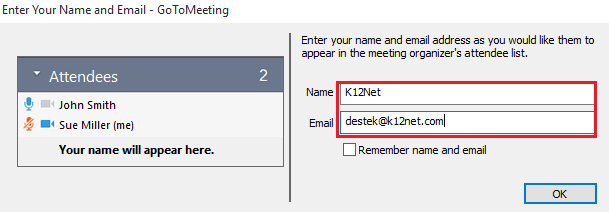 Enter Your Name and Email - GoToMeeting
Attendees 2
John Smith
Sue Miller (me)
Your name will appear here.
Enter your name and email address as you would like them to
appear in the meeting organizer's attendee list.
Name K12Net
Email destek@k12net.com
Remember name and email
OK